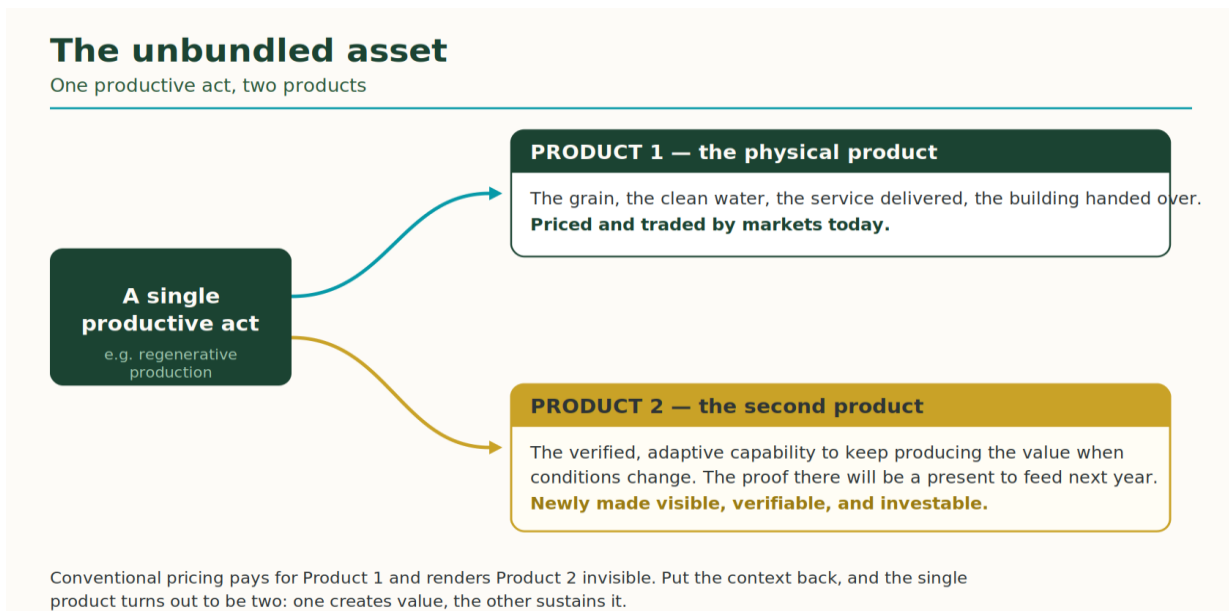 The unbundled asset
One productive act, two products
PRODUCT 1 — the physical product
The grain, the clean water, the service delivered, the building handed over.
Priced and traded by markets today.
A single
productive act
e.g. regenerative
production
PRODUCT 2 — the second product
The verified, adaptive capability to keep producing the value when
conditions change. The proof there will be a present to feed next year.
Newly made visible, verifiable, and investable.
Conventional pricing pays for Product 1 and renders Product 2 invisible. Put the context back, and the single
product turns out to be two: one creates value, the other sustains it.